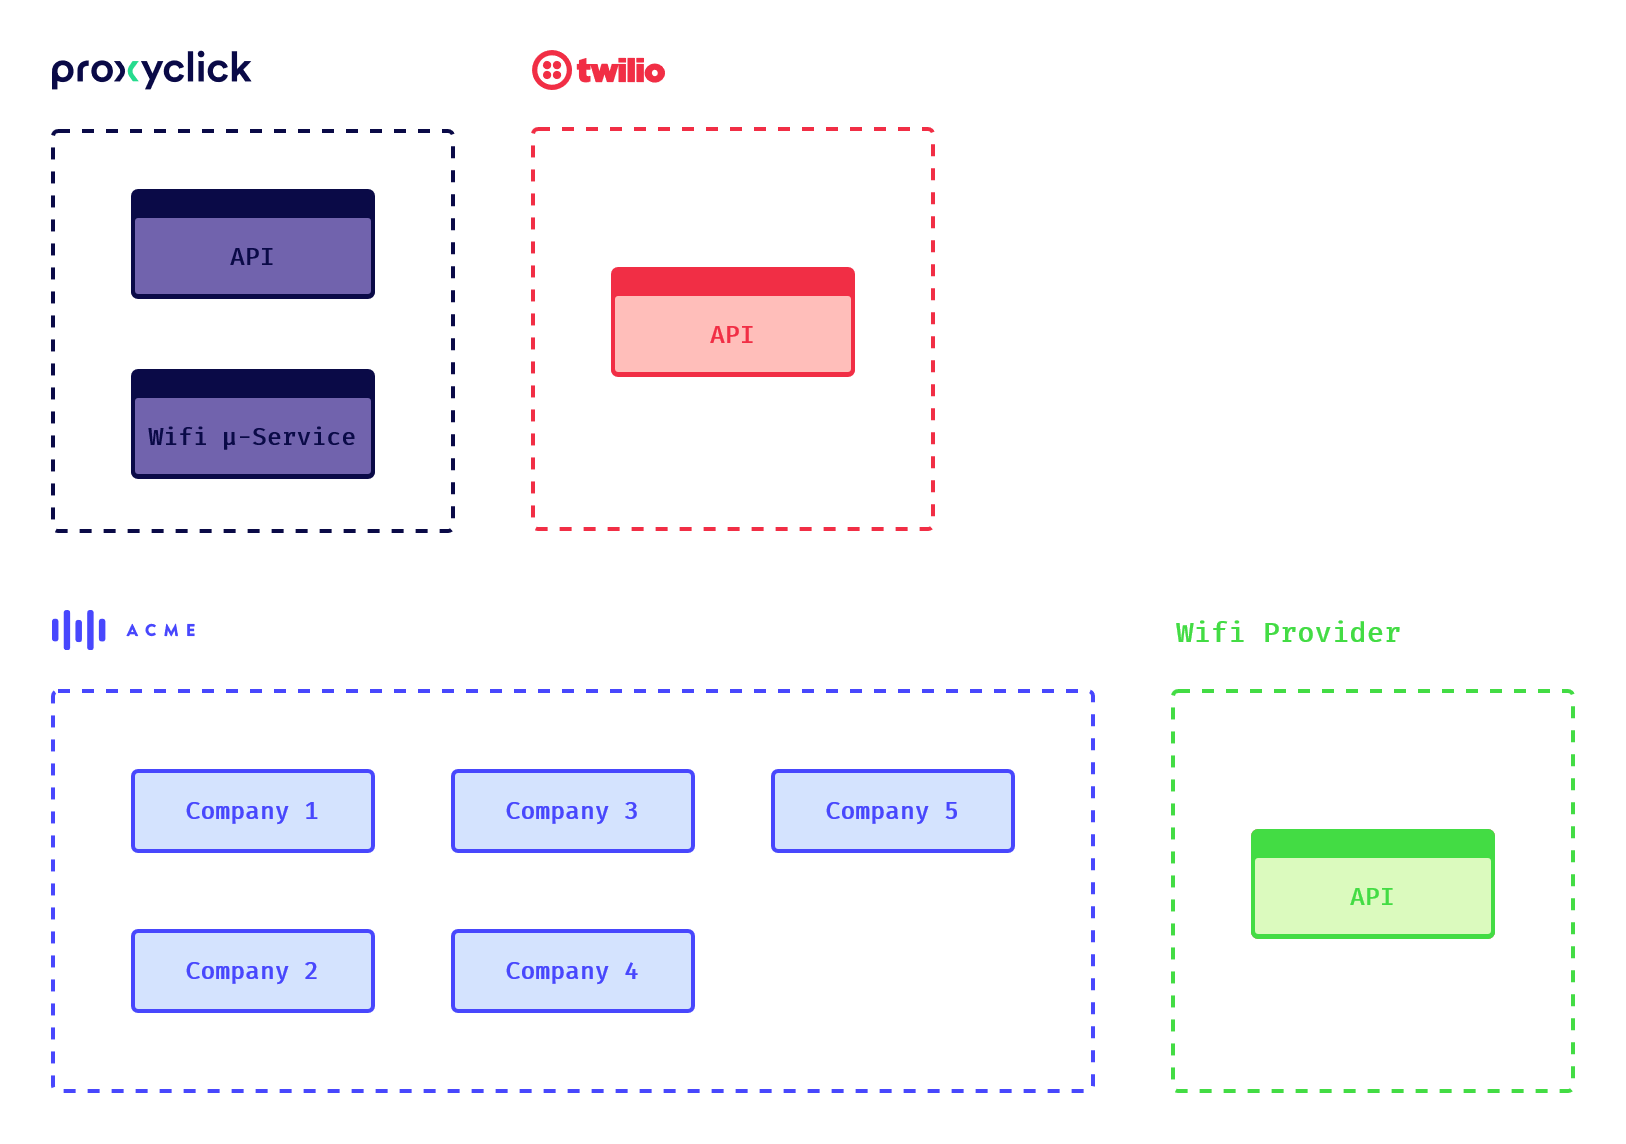 proxyclick
twilio
API
Wifi µ-Service
API
ACME
Wifi Provider
Company 1
Company 3
Company 5
Company 2
Company 4
API